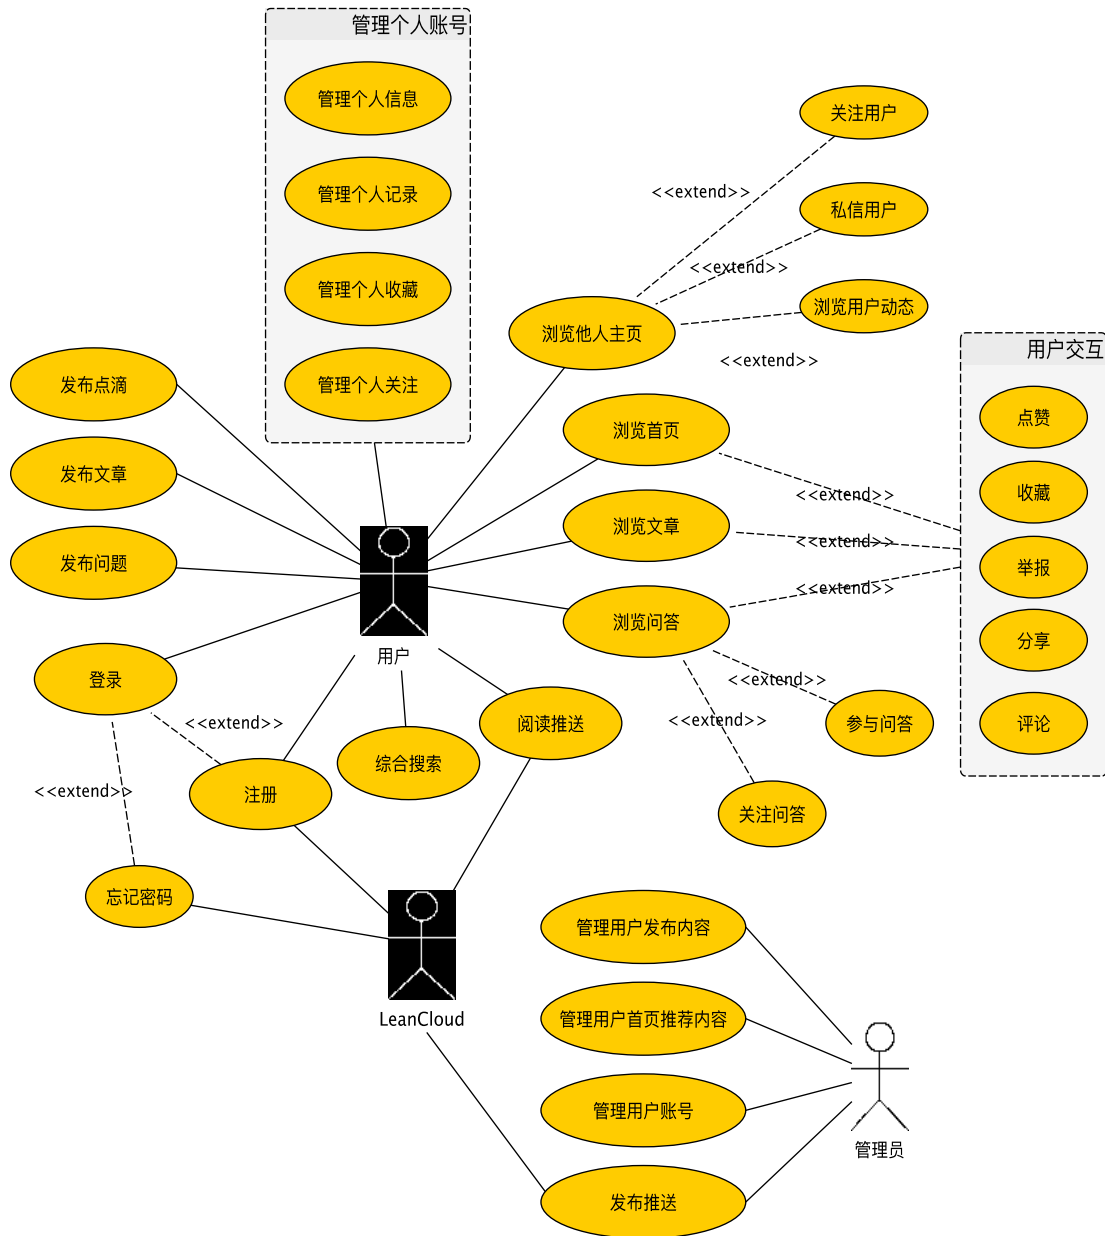 管理个人账号
管理个人信息
管理个人记录
管理个人收藏
管理个人关注
关注用户
<<extend>>
私信用户
<<extend>>
浏览用户动态
浏览他人主页
<<extend>>
用户交互
点赞
收藏
举报
分享
评论
发布点滴
发布文章
发布问题
浏览首页
<<extend>>
浏览文章
<<extend>>
浏览问答
<<extend>>
用户
登录
<<extend>>
<<extend>>
注册
综合搜索
阅读推送
<<extend>>
<<extend>>
参与问答
关注问答
忘记密码
LeanCloud
管理用户发布内容
管理用户首页推荐内容
管理用户账号
管理员
发布推送